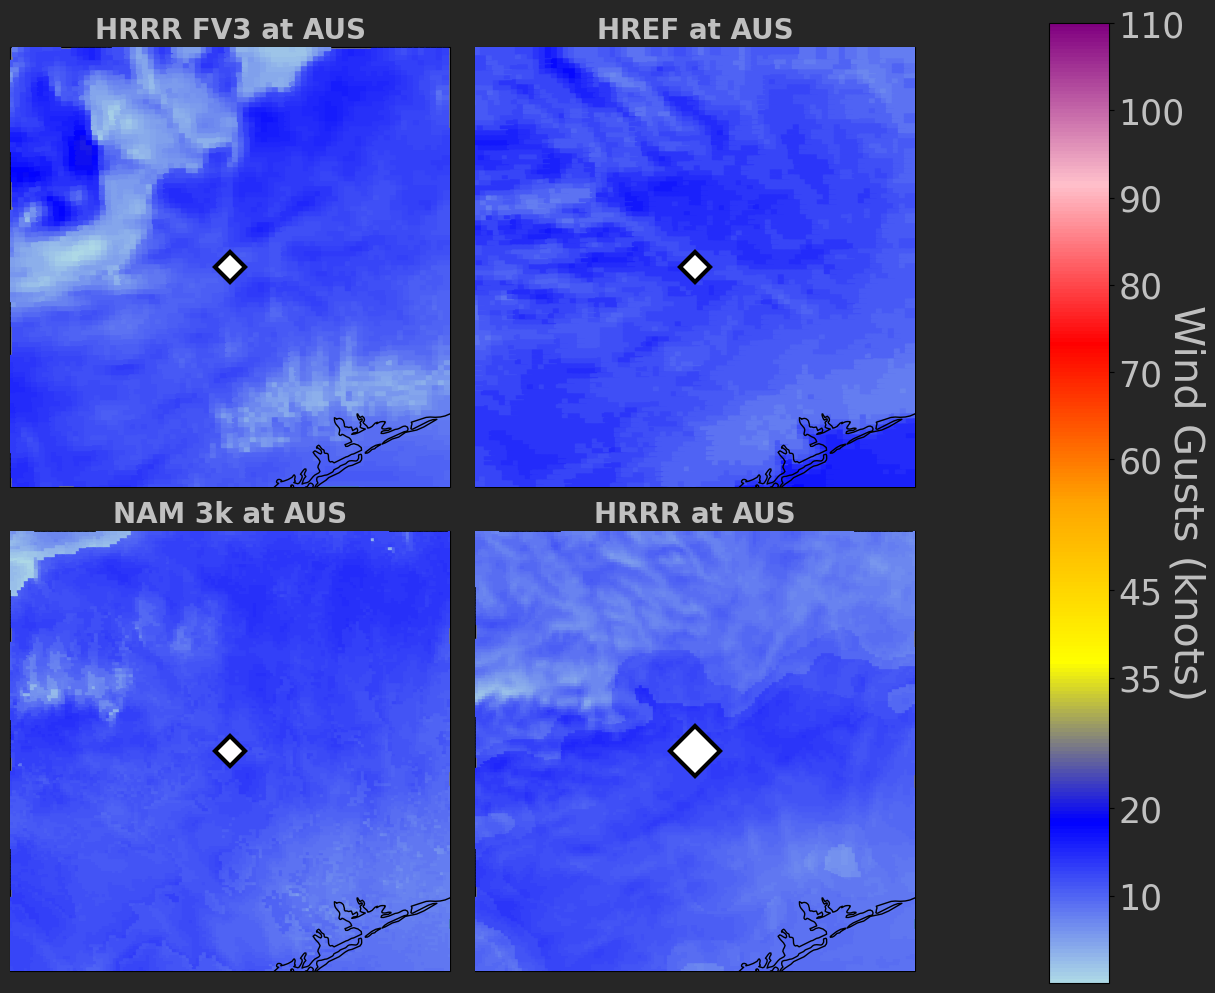 HRRR FV3 at AUS
HREF at AUS
NAM 3k at AUS
HRRR at AUS
110
100
90
80
70
60
45
35
20
10
Wind Gusts (knots)